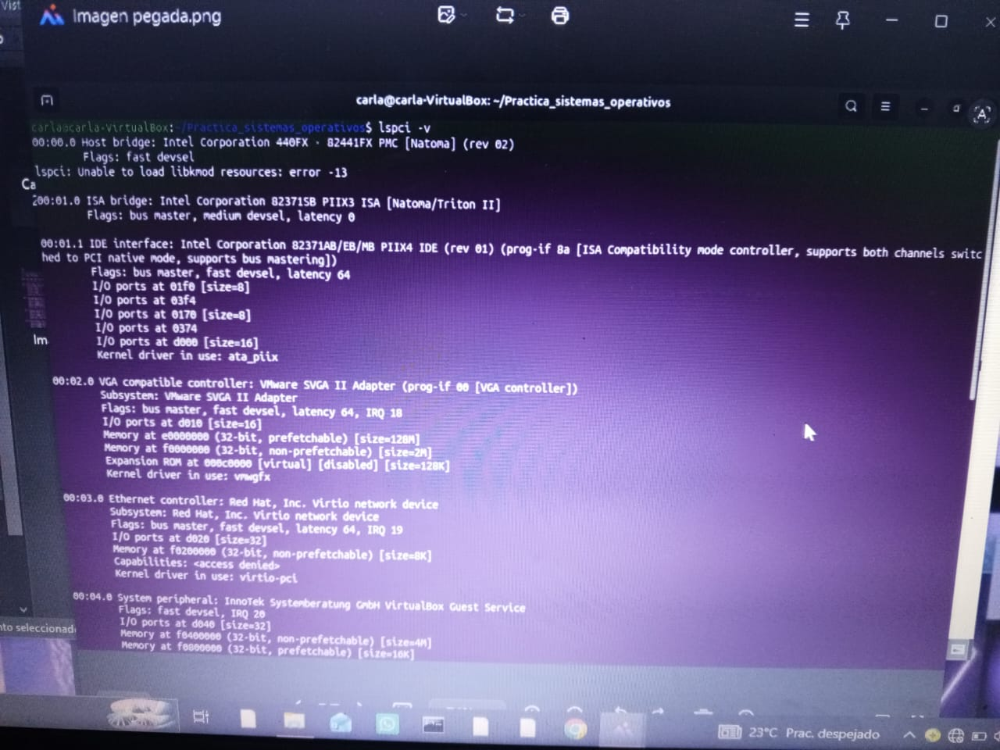 Vist
Imagen pegada.png
carla@carla-VirtualBox: ~/Practica_sistemas_operativos
carla@carla-VirtualBox:~/Practica_sistemas_operativos$ lspci -v
00:00.0 Host bridge: Intel Corporation 440FX - 82441FX PMC [Natoma] (rev 02)
Flags: fast devsel
lspci: Unable to load libkmod resources: error -13
Ca
00:01.0 ISA bridge: Intel Corporation 82371SB PIIX3 ISA [Natoma/Triton II]
Flags: bus master, medium devsel, latency 0
00:01.1 IDE interface: Intel Corporation 82371AB/EB/MB PIIX4 IDE (rev 01) (prog-if 8a [ISA Compatibility mode controller, supports both channels switc
hed to PCI native mode, supports bus mastering])
Flags: bus master, fast devsel, latency 64
I/O ports at 01f0 [size=8]
I/O ports at 03f4
I/O ports at 0170 [size=8]
I/O ports at 0374
Im
I/O ports at d000 [size=16]
Kernel driver in use: ata_piix
00:02.0 VGA compatible controller: VMware SVGA II Adapter (prog-if 00 [VGA controller])
Subsystem: VMware SVGA II Adapter
Flags: bus master, fast devsel, latency 64, IRQ 18
I/O ports at d010 [size=16]
Memory at e0000000 (32-bit, prefetchable) [size=128M]
Memory at f0000000 (32-bit, non-prefetchable) [size=2M]
Expansion ROM at 000c0000 [virtual] [disabled] [size=128K]
Kernel driver in use: vmwgfx
00:03.0 Ethernet controller: Red Hat, Inc. Virtio network device
Subsystem: Red Hat, Inc. Virtio network device
Flags: bus master, fast devsel, latency 64, IRQ 19
I/O ports at d020 [size=32]
Memory at f0200000 (32-bit, non-prefetchable) [size=8K]
Capabilities: <access denied>
Kernel driver in use: virtio-pci
00:04.0 System peripheral: InnoTek Systemberatung GmbH VirtualBox Guest Service
Flags: fast devsel, IRQ 20
I/O ports at d040 [size=32]
Memory at f0400000 (32-bit, non-prefetchable) [size=4M]
Memory at f0800000 (32-bit, prefetchable) [size=16K]
nto seleccionad
23°C Prac. despejado